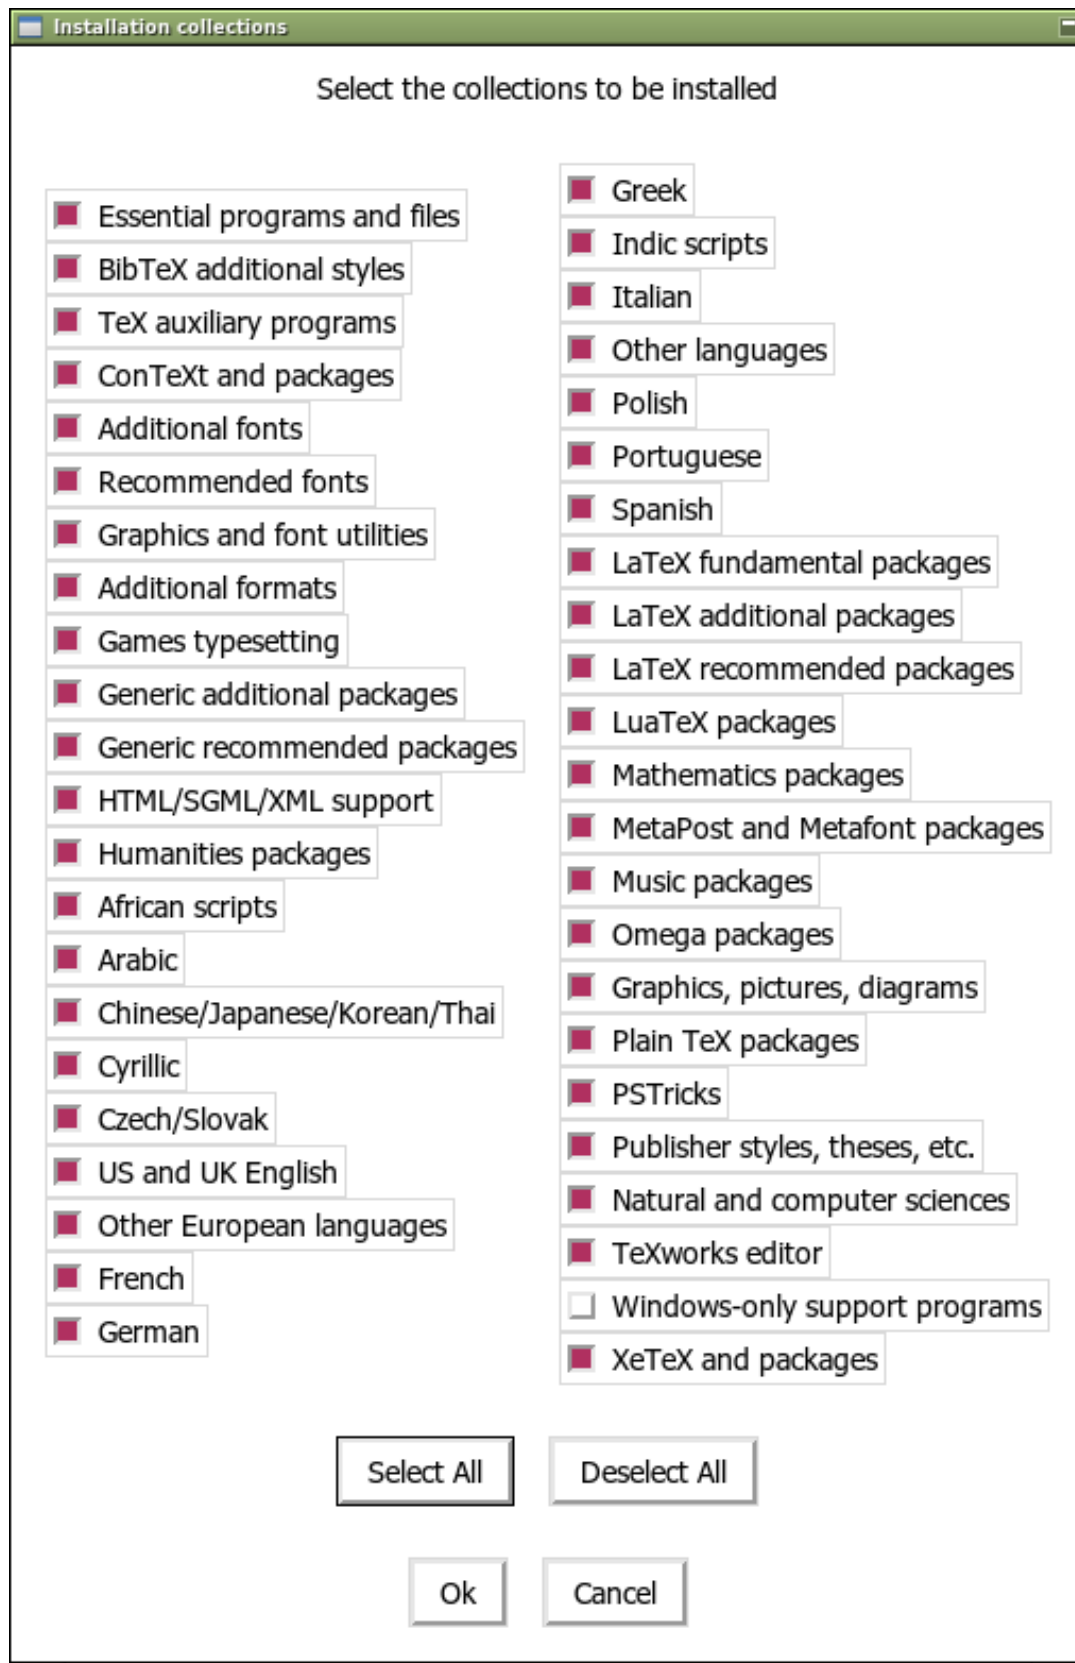 Installation collections
Select the collections to be installed
Essential programs and files
BibTeX additional styles
TeX auxiliary programs
ConTeXt and packages
Additional fonts
Recommended fonts
Graphics and font utilities
Additional formats
Games typesetting
Generic additional packages
Generic recommended packages
HTML/SGML/XML support
Humanities packages
African scripts
Arabic
Chinese/Japanese/Korean/Thai
Cyrillic
Czech/Slovak
US and UK English
Other European languages
French
German
Greek
Indic scripts
Italian
Other languages
Polish
Portuguese
Spanish
LaTeX fundamental packages
LaTeX additional packages
LaTeX recommended packages
LuaTeX packages
Mathematics packages
MetaPost and Metafont packages
Music packages
Omega packages
Graphics, pictures, diagrams
Plain TeX packages
PSTricks
Publisher styles, theses, etc.
Natural and computer sciences
TeXworks editor
Windows-only support programs
XeTeX and packages
Select All
Deselect All
Ok
Cancel